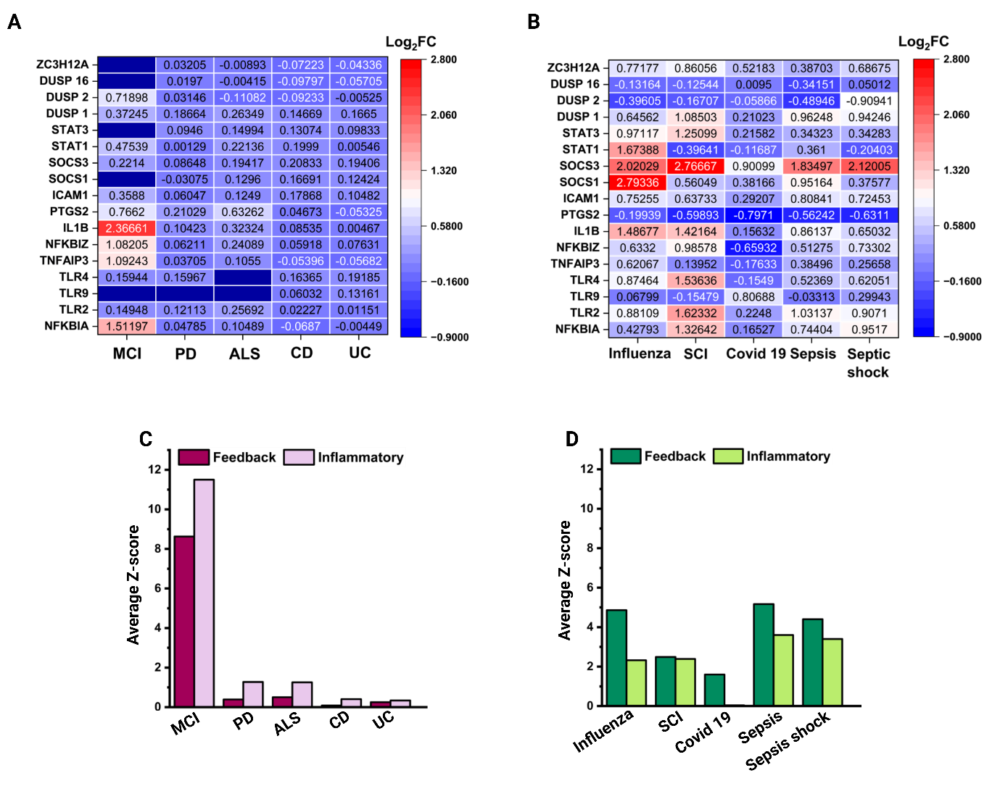 A
Log2FC
ZC3H12A 0.03205 -0.00893 -0.07223 -0.04336
DUSP 16 0.0197 -0.00415 -0.09797 -0.05705
DUSP 2 0.71898 0.03146 -0.11082 -0.09233 -0.00525
DUSP 1 0.37245 0.18664 0.26349 0.14669 0.1665
STAT3 0.0946 0.14994 0.13074 0.09833
STAT1 0.47539 0.00129 0.22136 0.1999 0.00546
SOCS3 0.2214 0.08648 0.19417 0.20833 0.19406
SOCS1 -0.03075 0.1296 0.16691 0.12424
ICAM1 0.3588 0.06047 0.1249 0.17868 0.10482
PTGS2 0.7662 0.21029 0.63262 0.04673 -0.05325
IL1B 2.36661 0.10423 0.32324 0.08535 0.00467
NFKBIZ 1.08205 0.06211 0.24089 0.05918 0.07631
TNFAIP3 1.09243 0.03705 0.1055 -0.05396 -0.05682
TLR4 0.15944 0.15967 0.16365 0.19185
TLR9 0.06032 0.13161
TLR2 0.14948 0.12113 0.25692 0.02227 0.01151
NFKBIA 1.51197 0.04785 0.10489 -0.0687 -0.00449
MCI PD ALS CD UC
2.800
2.060
1.320
0.5800
−0.1600
−0.9000
B
Log2FC
ZC3H12A 0.77177 0.86056 0.52183 0.38703 0.68675
DUSP 16 -0.13164 -0.12544 0.0095 -0.34151 0.05012
DUSP 2 -0.39605 -0.16707 -0.05866 -0.48946 -0.90941
DUSP 1 0.64562 1.08503 0.21023 0.96248 0.94246
STAT3 0.97117 1.25099 0.21582 0.34323 0.34283
STAT1 1.67388 -0.39641 -0.11687 0.361 -0.20403
SOCS3 2.02029 2.76667 0.90099 1.83497 2.12005
SOCS1 2.79336 0.56049 0.38166 0.95164 0.37577
ICAM1 0.75255 0.63733 0.29207 0.80841 0.72453
PTGS2 -0.19939 -0.59893 -0.7971 -0.56242 -0.6311
IL1B 1.48677 1.42164 0.15632 0.86137 0.65032
NFKBIZ 0.6332 0.98578 -0.65932 0.51275 0.73302
TNFAIP3 0.62067 0.13952 -0.17633 0.38496 0.25658
TLR4 0.87464 1.53636 -0.1549 0.52369 0.62051
TLR9 0.06799 -0.15479 0.80688 -0.03313 0.29943
TLR2 0.88109 1.62332 0.2248 1.03137 0.9071
NFKBIA 0.42793 1.32642 0.16527 0.74404 0.9517
Influenza SCI Covid 19 Sepsis Septic
shock
2.800
2.060
1.320
0.5800
−0.1600
−0.9000
C
Feedback Inflammatory
12
10
8
6
4
2
0
Average Z-score
MCI PD ALS CD UC
D
Feedback Inflammatory
12
10
8
6
4
2
0
Average Z-score
Influenza SCI Covid 19 Sepsis Sepsis shock